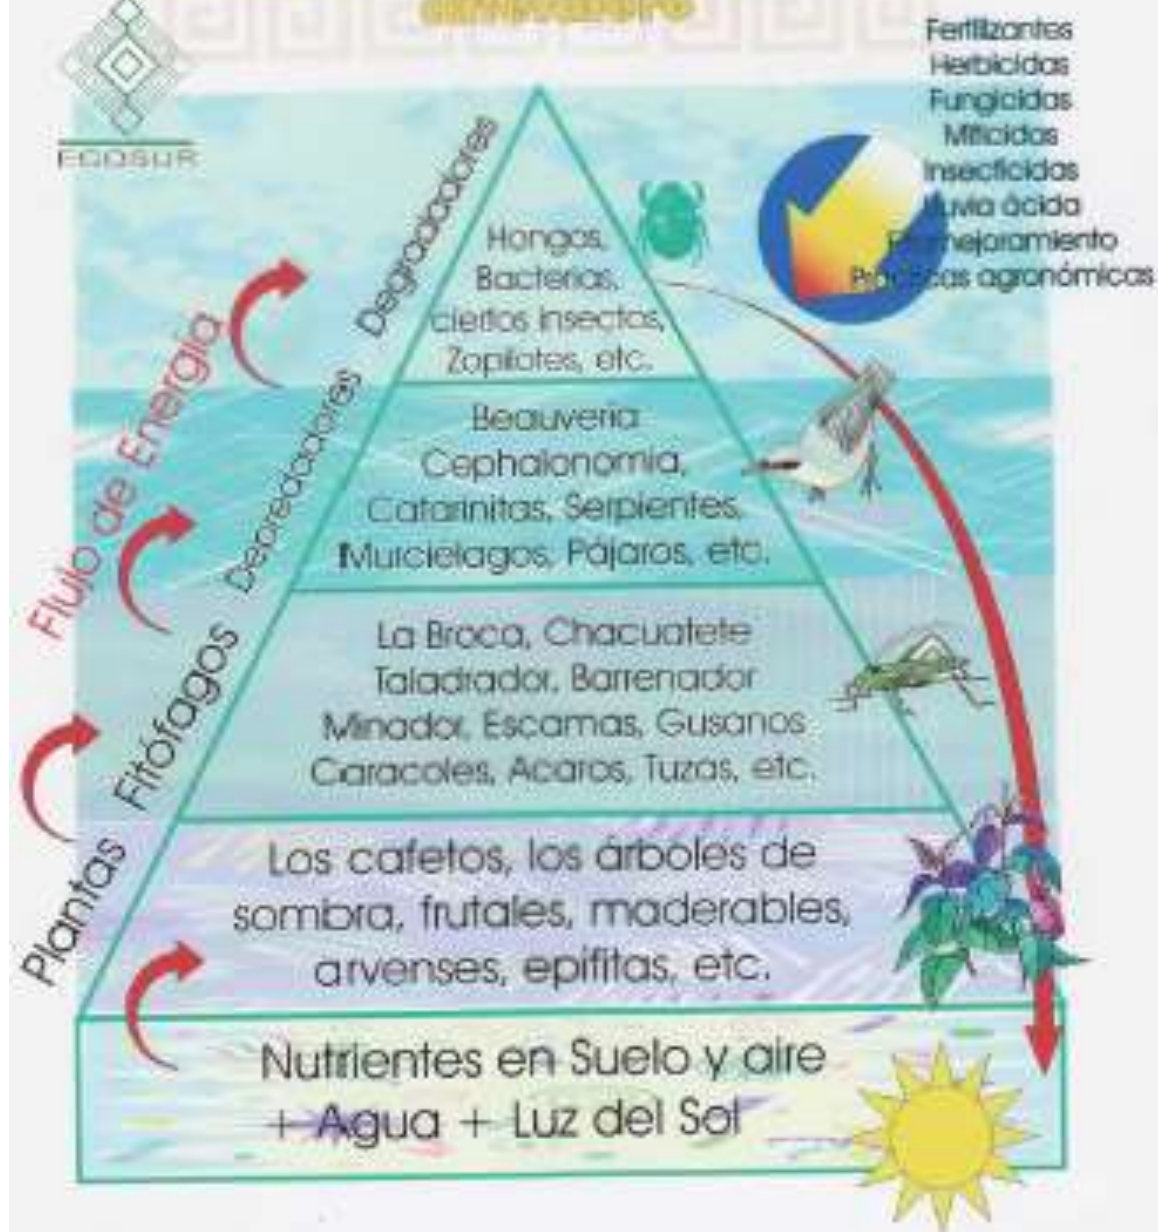 ECOSUR
Fertilizantes
Herbicidas
Fungicidas
Miticidas
Insecticidas
Lluvia ácida
Fitomejoramiento
Prácticas agronómicas
Degradadores
Hongos,
Bacterias,
ciertos insectos,
Zopilotes, etc.
Flujo de Energía
Depredadores
Beauveria
Cephalonomia,
Catarinitas, Serpientes,
Murciélagos, Pájaros, etc.
Fitófagos
La Broca, Chacuatete
Taladrador, Barrenador
Minador, Escamas, Gusanos
Caracoles, Acaros, Tuzas, etc.
Plantas
Los cafetos, los árboles de
sombra, frutales, maderables,
arvenses, epifitas, etc.
Nutrientes en Suelo y aire
+ Agua + Luz del Sol